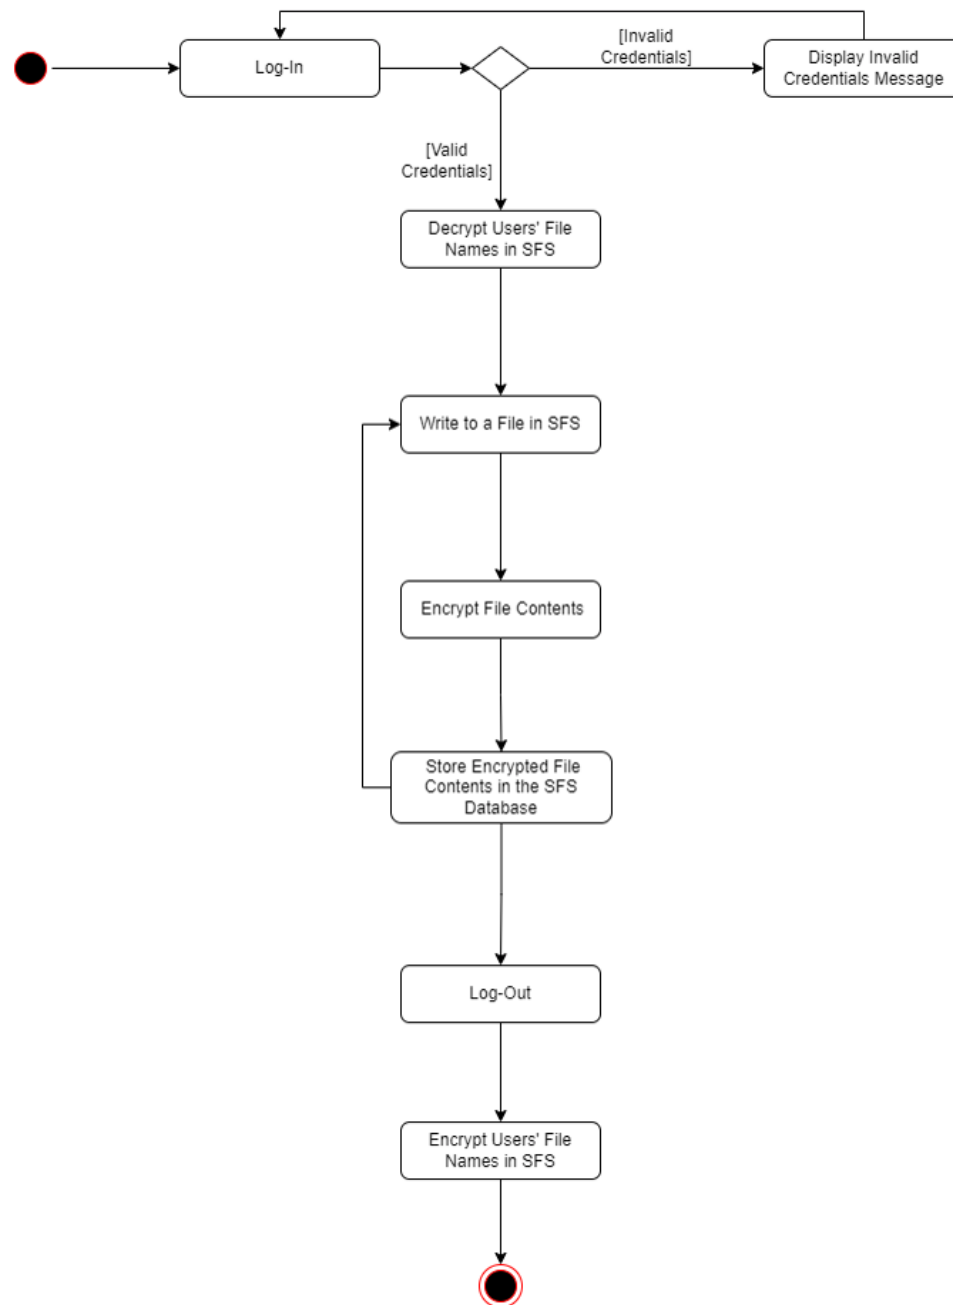 Log-In
[Invalid
Credentials]
Display Invalid
Credentials Message
[Valid
Credentials]
Decrypt Users' File
Names in SFS
Write to a File in SFS
Encrypt File Contents
Store Encrypted File
Contents in the SFS
Database
Log-Out
Encrypt Users' File
Names in SFS